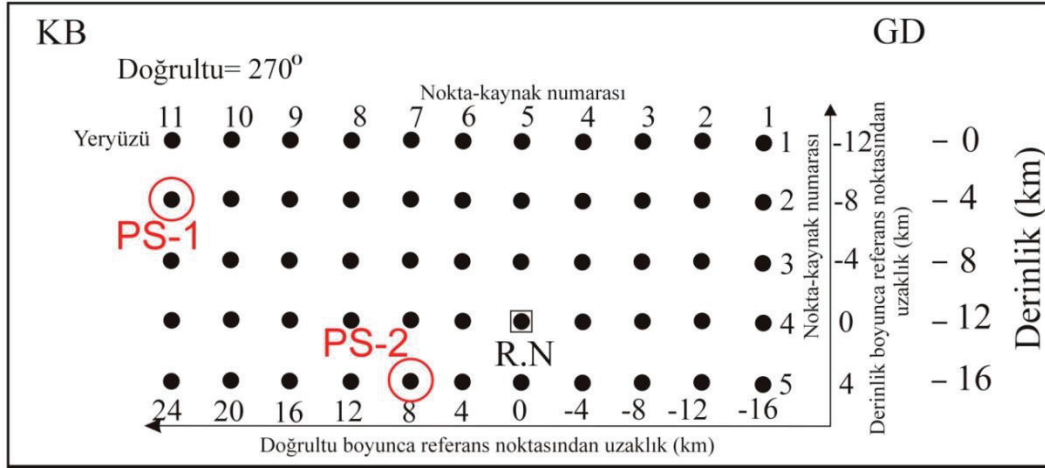 KB GD
Doğrultu= 270°
Nokta-kaynak numarası
11 10 9 8 7 6 5 4 3 2 1
Yeryüzü 1 -12 - 0
2 -8 - 4
PS-1
3 -4 - 8
4 0 - 12
PS-2 R.N
5 4 - 16
24 20 16 12 8 4 0 -4 -8 -12 -16
Doğrultu boyunca referans noktasından uzaklık (km)
Nokta-kaynak numarası
Derinlik boyunca referans noktasından
uzaklık (km)
Derinlik (km)